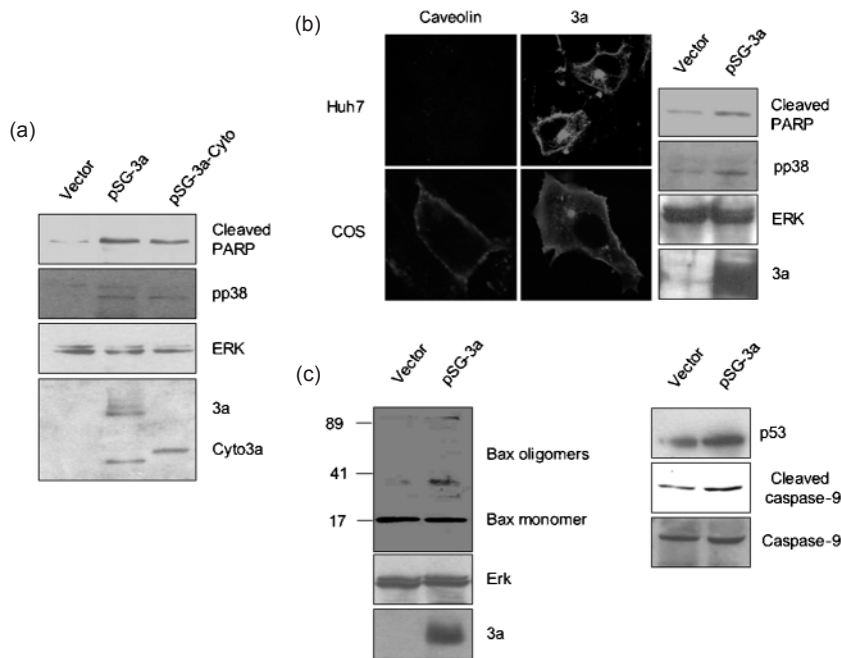 (a)
Vector
pSG-3a
pSG-3a-Cyto
Cleaved
PARP
pp38
ERK
3a
Cyto3a
(b)
Caveolin
3a
Huh7
COS
Vector
pSG-3a
Cleaved
PARP
pp38
ERK
3a
(c)
Vector
pSG-3a
89
41
17
Bax oligomers
Bax monomer
Erk
3a
Vector
pSG-3a
p53
Cleaved
caspase-9
Caspase-9